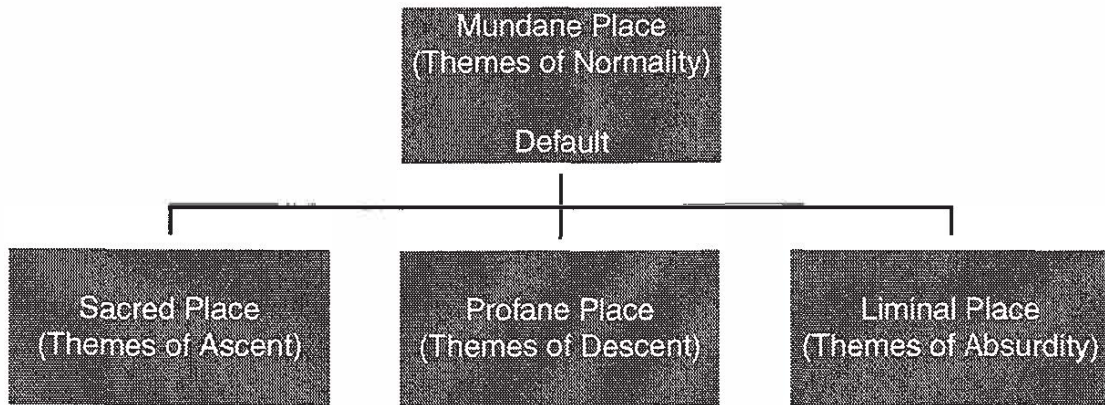 Mundane Place
(Themes of Normality)
Default
Sacred Place
(Themes of Ascent)
Profane Place
(Themes of Descent)
Liminal Place
(Themes of Absurdity)